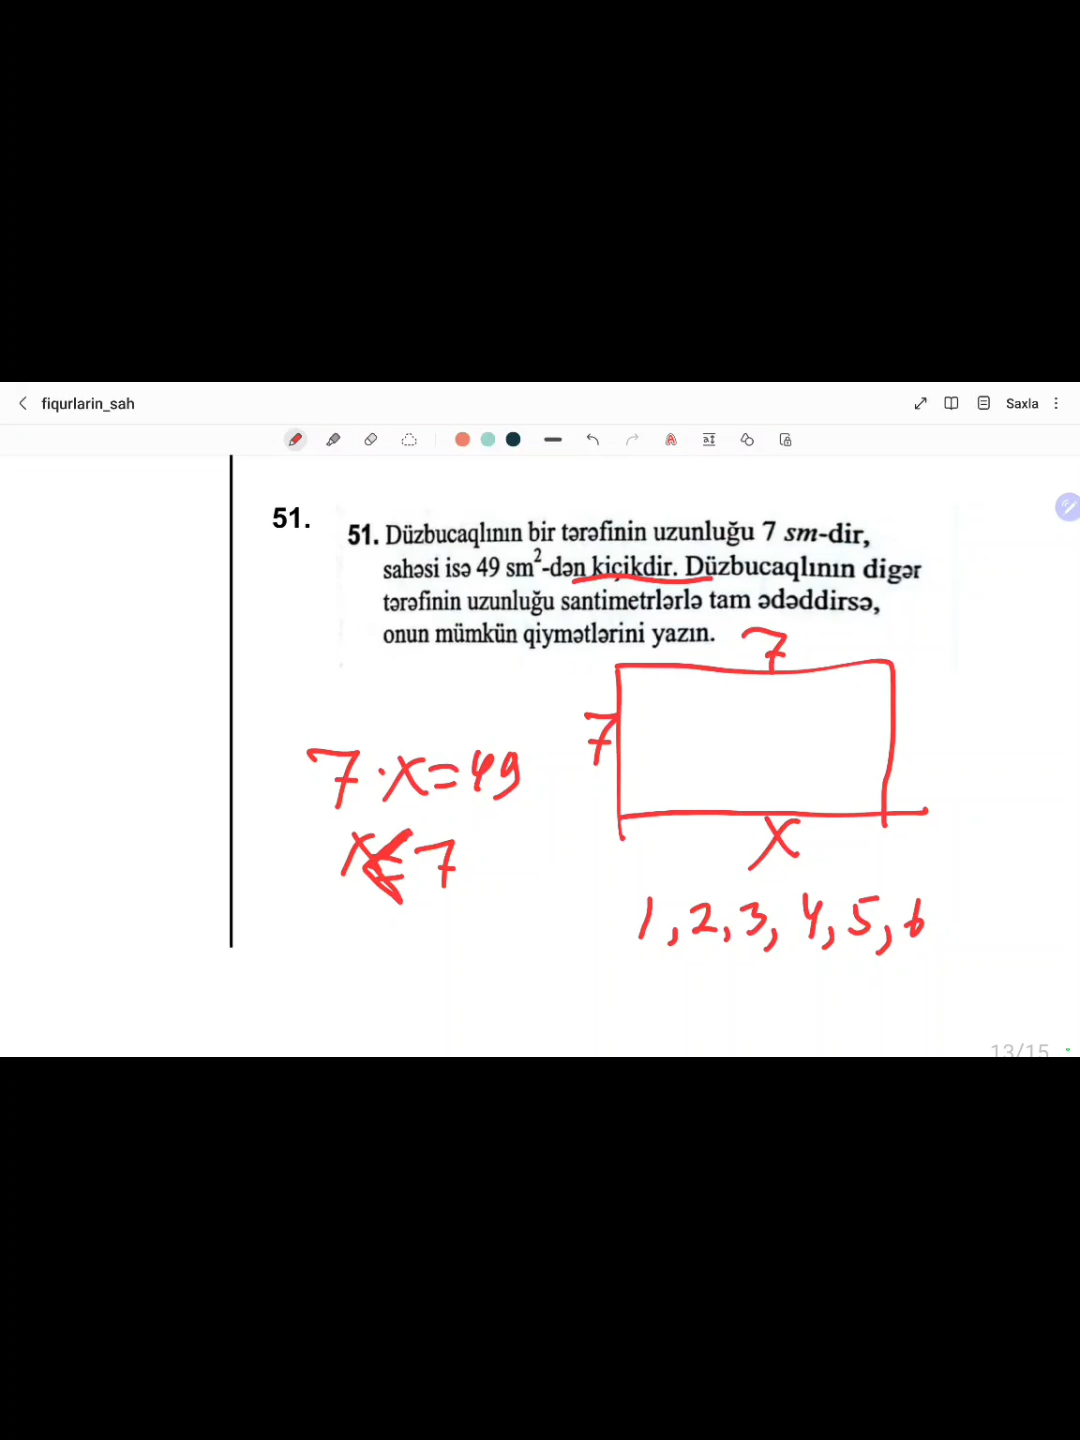 fiqurlarin_sah
Saxla
51.
51. Düzbucaqlının bir tərəfinin uzunluğu 7 sm-dir,
sahəsi isə 49 sm²-dən kiçikdir. Düzbucaqlının digər
tərəfinin uzunluğu santimetrlərlə tam ədəddirsə,
onun mümkün qiymətlərini yazın.
7
7
7·x=49
x<7
x
1,2,3,4,5,6
13/15